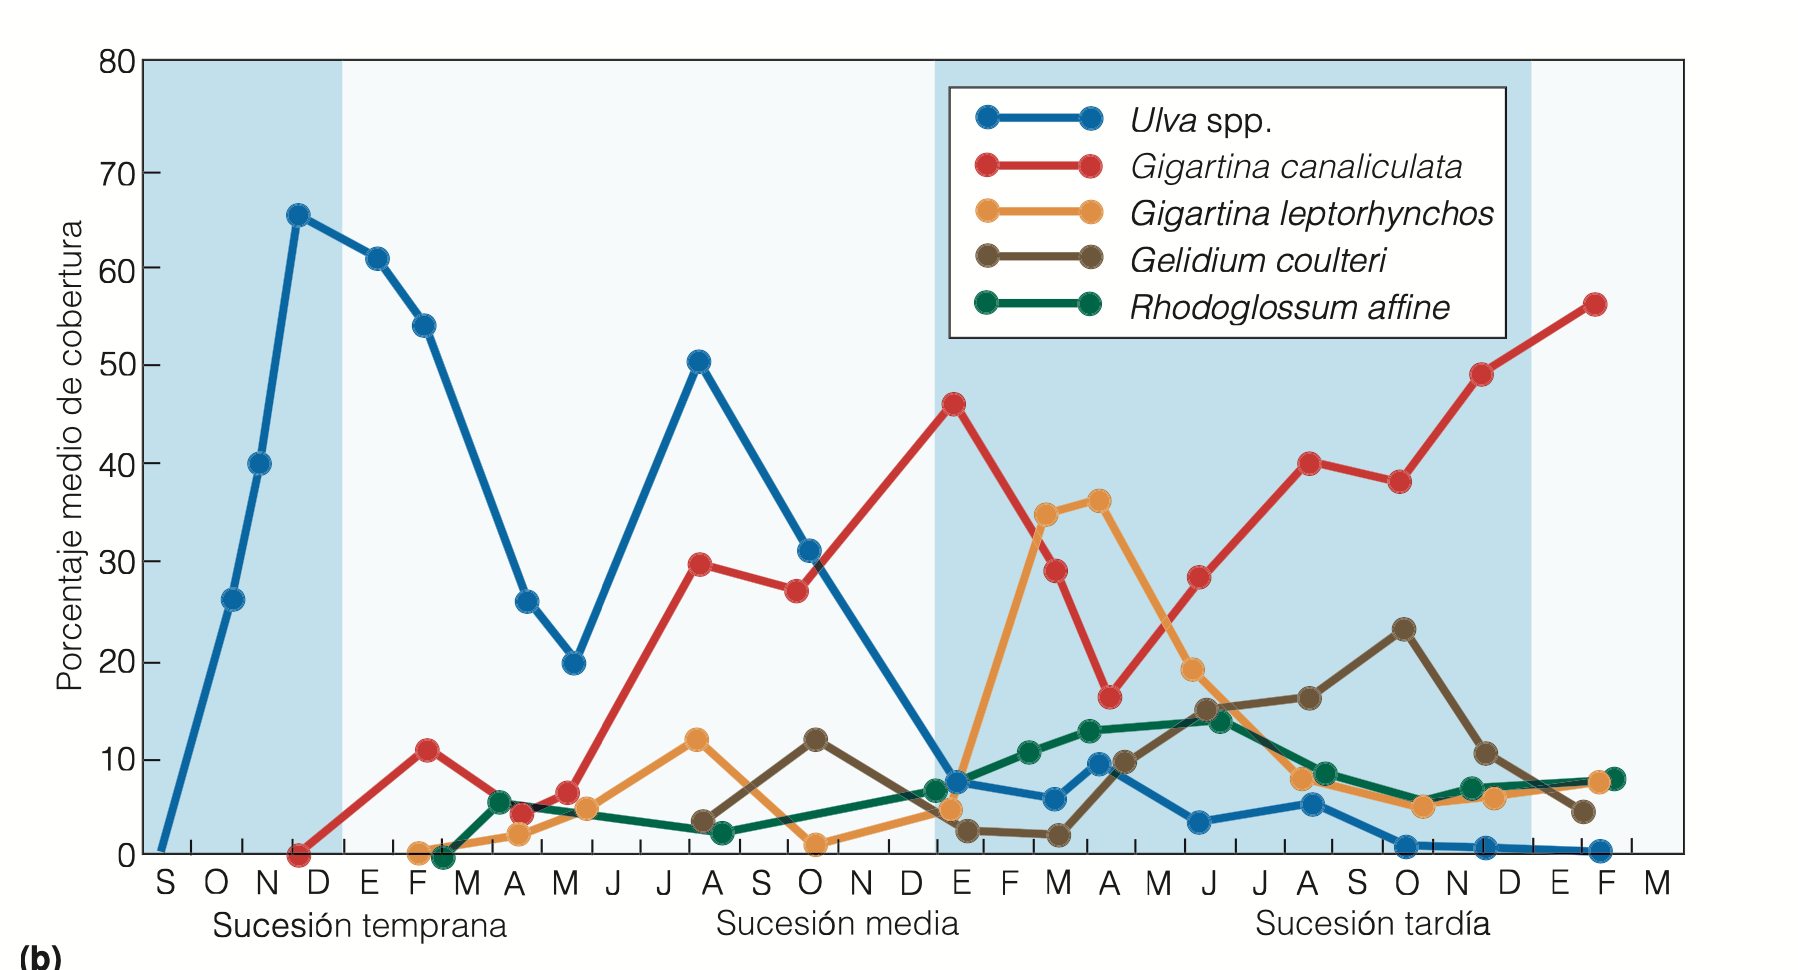 80
70
60
50
40
30
20
10
0
Porcentaje medio de cobertura
Ulva spp.
Gigartina canaliculata
Gigartina leptorhynchos
Gelidium coulteri
Rhodoglossum affine
S O N D E F M A M J J A S O N D E F M A M J J A S O N D E F M
Sucesión temprana Sucesión media Sucesión tardía
(b)